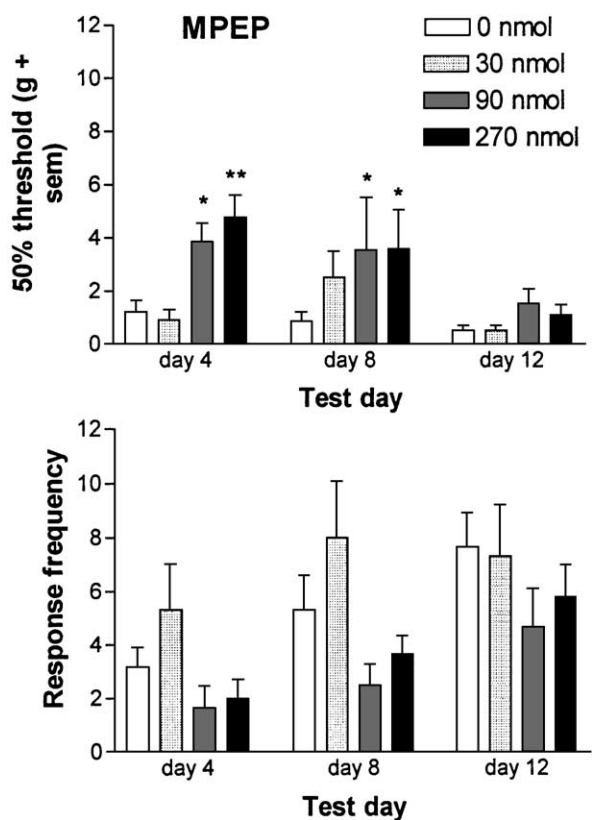 MPEP
0 nmol
30 nmol
90 nmol
270 nmol
50% threshold (g +
sem)
12
10
8
6
4
2
0
*
**
*
*
day 4
day 8
day 12
Test day
Response frequency
12
10
8
6
4
2
0
day 4
day 8
day 12
Test day